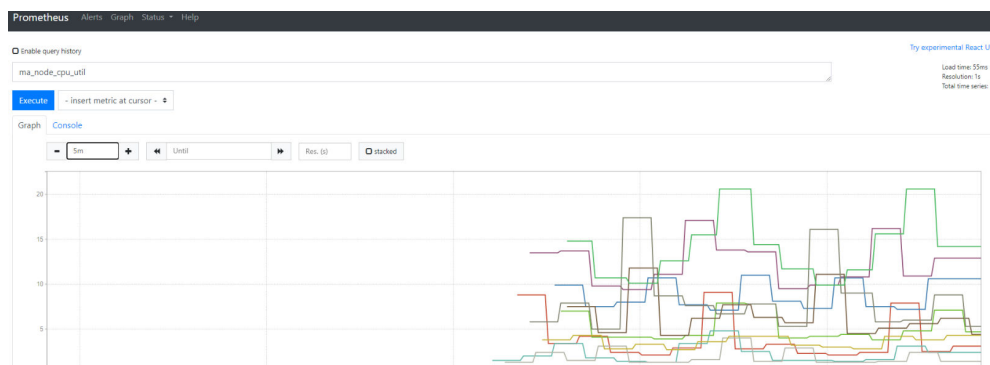 Prometheus Alerts Graph Status Help
Enable query history
Try experimental React U
ma_node_cpu_util
Load time: 55ms
Resolution: 1s
Total time series:
Execute - insert metric at cursor -
Graph Console
- 5m + Until Res. (s) stacked
20
15
10
5